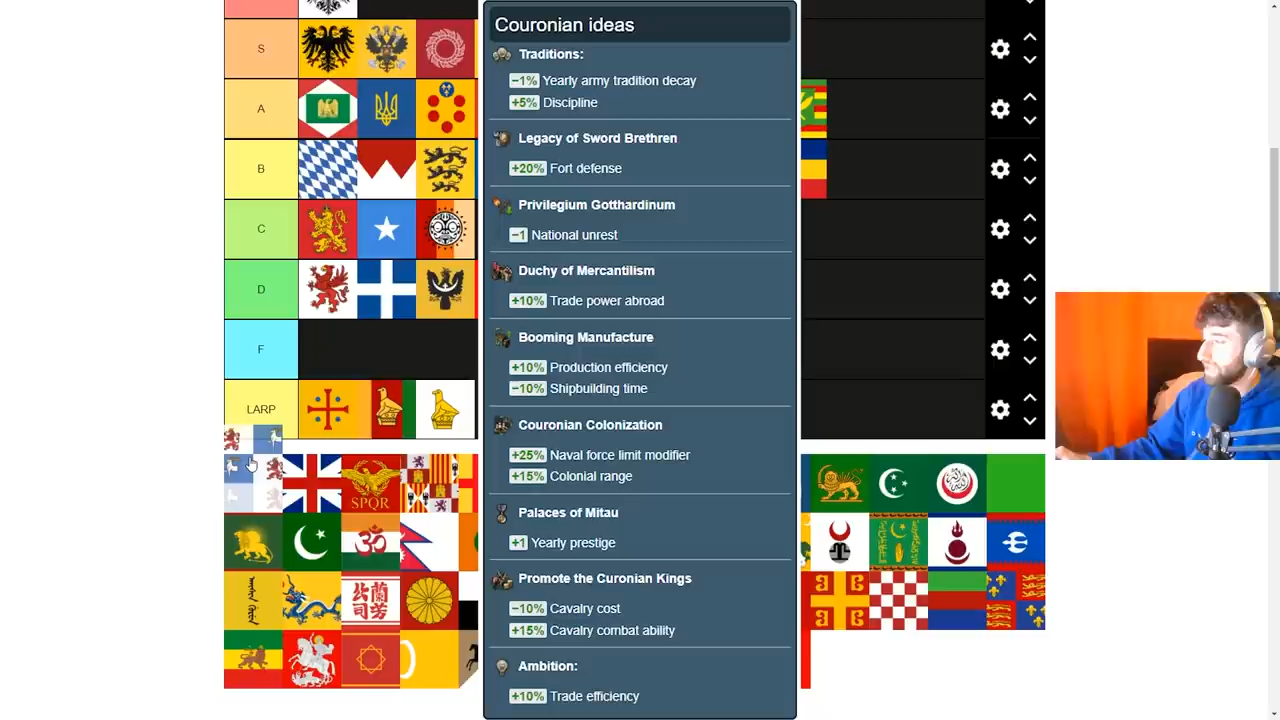 Couronian ideas
Traditions:
−1% Yearly army tradition decay
+5% Discipline
Legacy of Sword Brethren
+20% Fort defense
Privilegium Gotthardinum
−1 National unrest
Duchy of Mercantilism
+10% Trade power abroad
Booming Manufacture
+10% Production efficiency
−10% Shipbuilding time
Courunian Colonization
+25% Naval force limit modifier
+15% Colonial range
Palaces of Mitau
+1 Yearly prestige
Promote the Curonian Kings
−10% Cavalry cost
+15% Cavalry combat ability
Ambition:
+10% Trade efficiency
S
A
B
C
D
F
LARP
SPQR